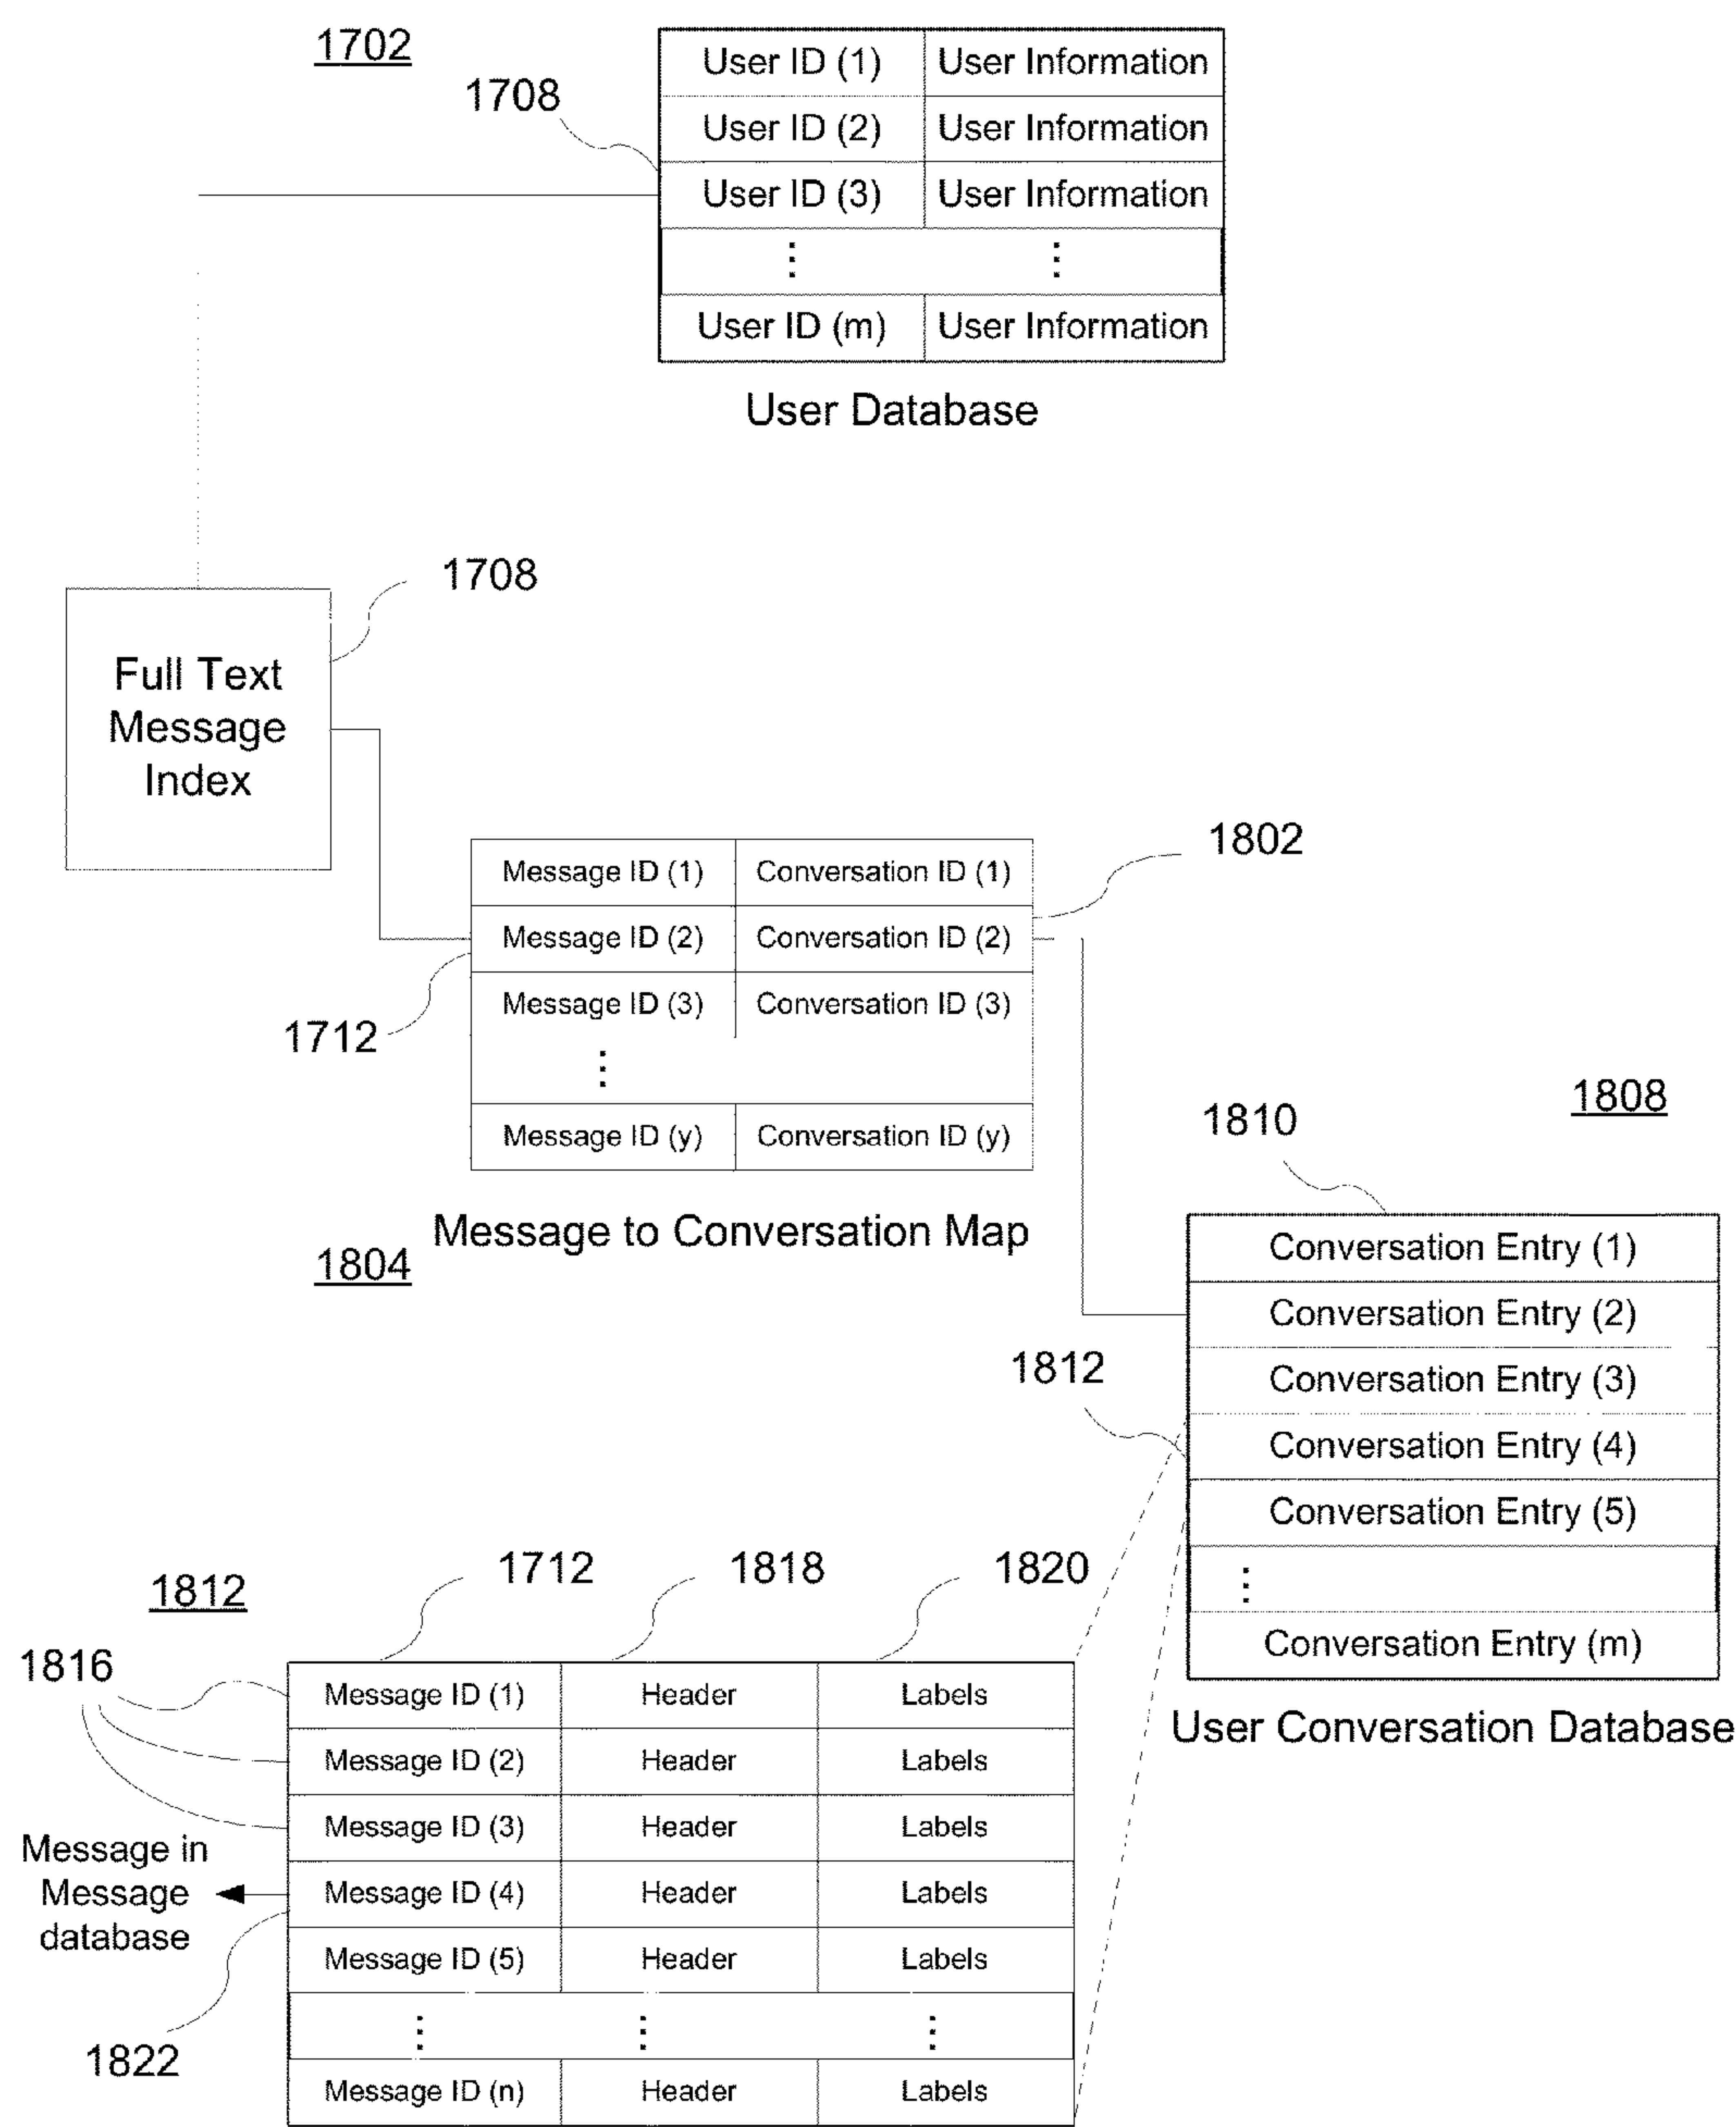 1702
1708
User ID (1) User Information
User ID (2) User Information
User ID (3) User Information
⋮ ⋮
User ID (m) User Information
User Database
1708
Full Text
Message
Index
1802
Message ID (1) Conversation ID (1)
Message ID (2) Conversation ID (2)
Message ID (3) Conversation ID (3)
⋮
Message ID (y) Conversation ID (y)
1712
Message to Conversation Map
1804
1808
1810
Conversation Entry (1)
Conversation Entry (2)
Conversation Entry (3)
Conversation Entry (4)
Conversation Entry (5)
⋮
Conversation Entry (m)
User Conversation Database
1812
1812
1712 1818 1820
1816
Message ID (1) Header Labels
Message ID (2) Header Labels
Message ID (3) Header Labels
Message ID (4) Header Labels
Message ID (5) Header Labels
⋮ ⋮ ⋮
Message ID (n) Header Labels
Message in
Message
database
1822